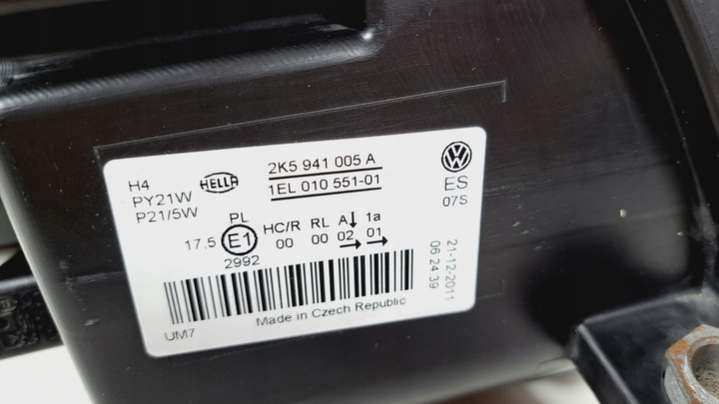 H4
PY21W
P21/5W
HELLA
2K5 941 005 A
1EL 010 551-01
ES
07S
PL
17,5 E1
2992
HC/R RL A 1a
00 00 02 01
21-12-2011
06 24 39
UM7
Made in Czech Republic